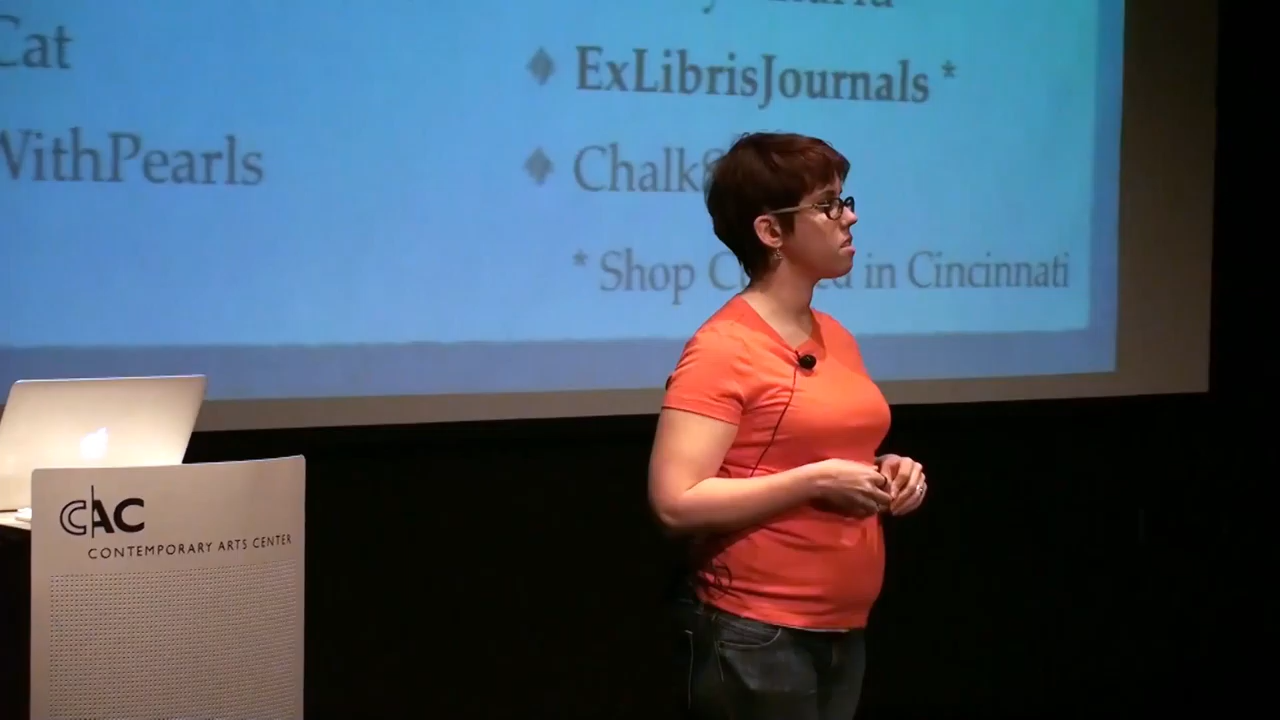 Cat
WithPearls
ExLibrisJournals *
Chalk
* Shop in Cincinnati
CAC
CONTEMPORARY ARTS CENTER